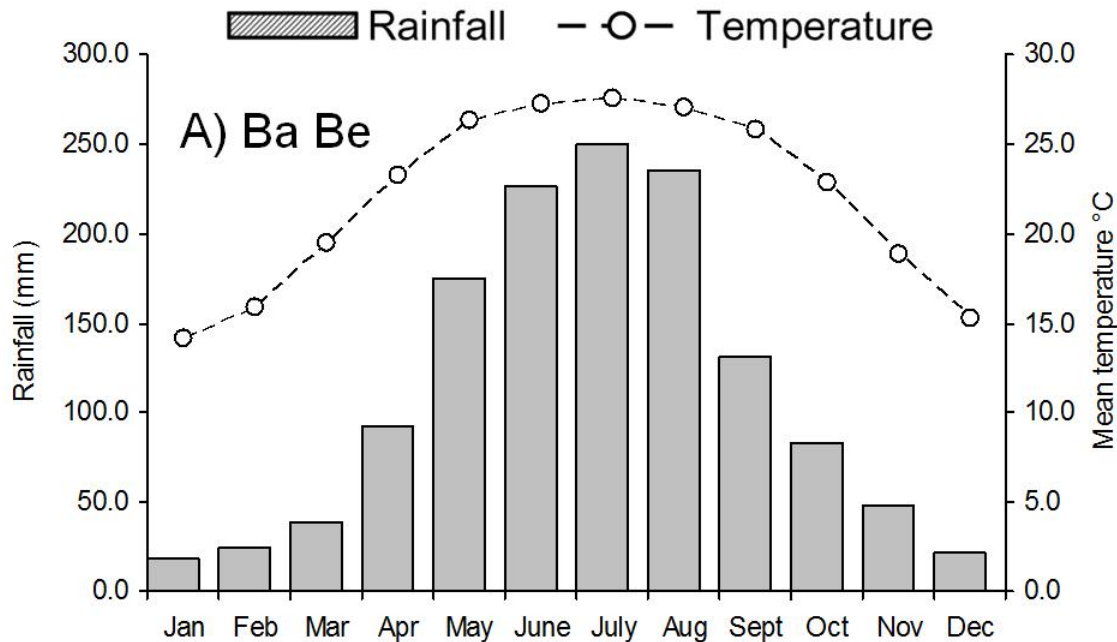 Rainfall Temperature
300.0 30.0
A) Ba Be
250.0 25.0
200.0 20.0
150.0 15.0
100.0 10.0
50.0 5.0
0.0 0.0
Rainfall (mm)
Mean temperature °C
Jan Feb Mar Apr May June July Aug Sept Oct Nov Dec